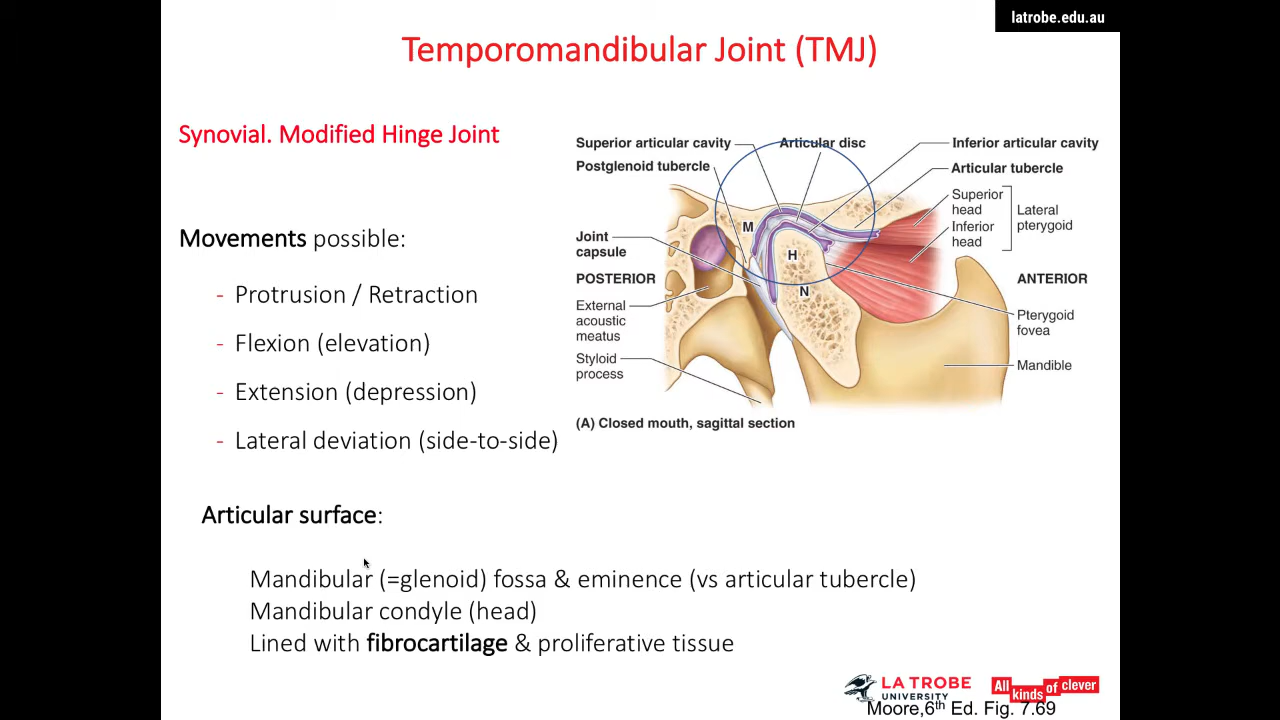 latrobe.edu.au
Temporomandibular Joint (TMJ)
Synovial. Modified Hinge Joint
Movements possible:
- Protrusion / Retraction
- Flexion (elevation)
- Extension (depression)
- Lateral deviation (side-to-side)
Superior articular cavity
Articular disc
Inferior articular cavity
Postglenoid tubercle
Articular tubercle
Superior
head
Inferior
head
Lateral
pterygoid
M
Joint
capsule
H
POSTERIOR
N
ANTERIOR
External
acoustic
meatus
Pterygoid
fovea
Styloid
process
Mandible
(A) Closed mouth, sagittal section
Articular surface:
Mandibular (=glenoid) fossa & eminence (vs articular tubercle)
Mandibular condyle (head)
Lined with fibrocartilage & proliferative tissue
LA TROBE
UNIVERSITY
All kinds of clever
Moore,6th Ed. Fig. 7.69